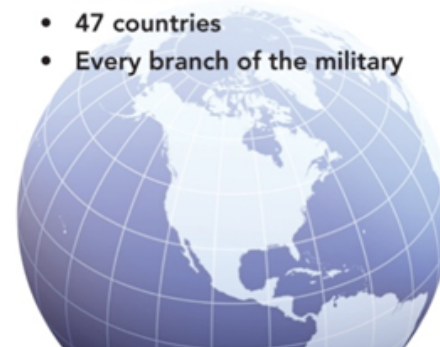 • 47 countries
• Every branch of the military